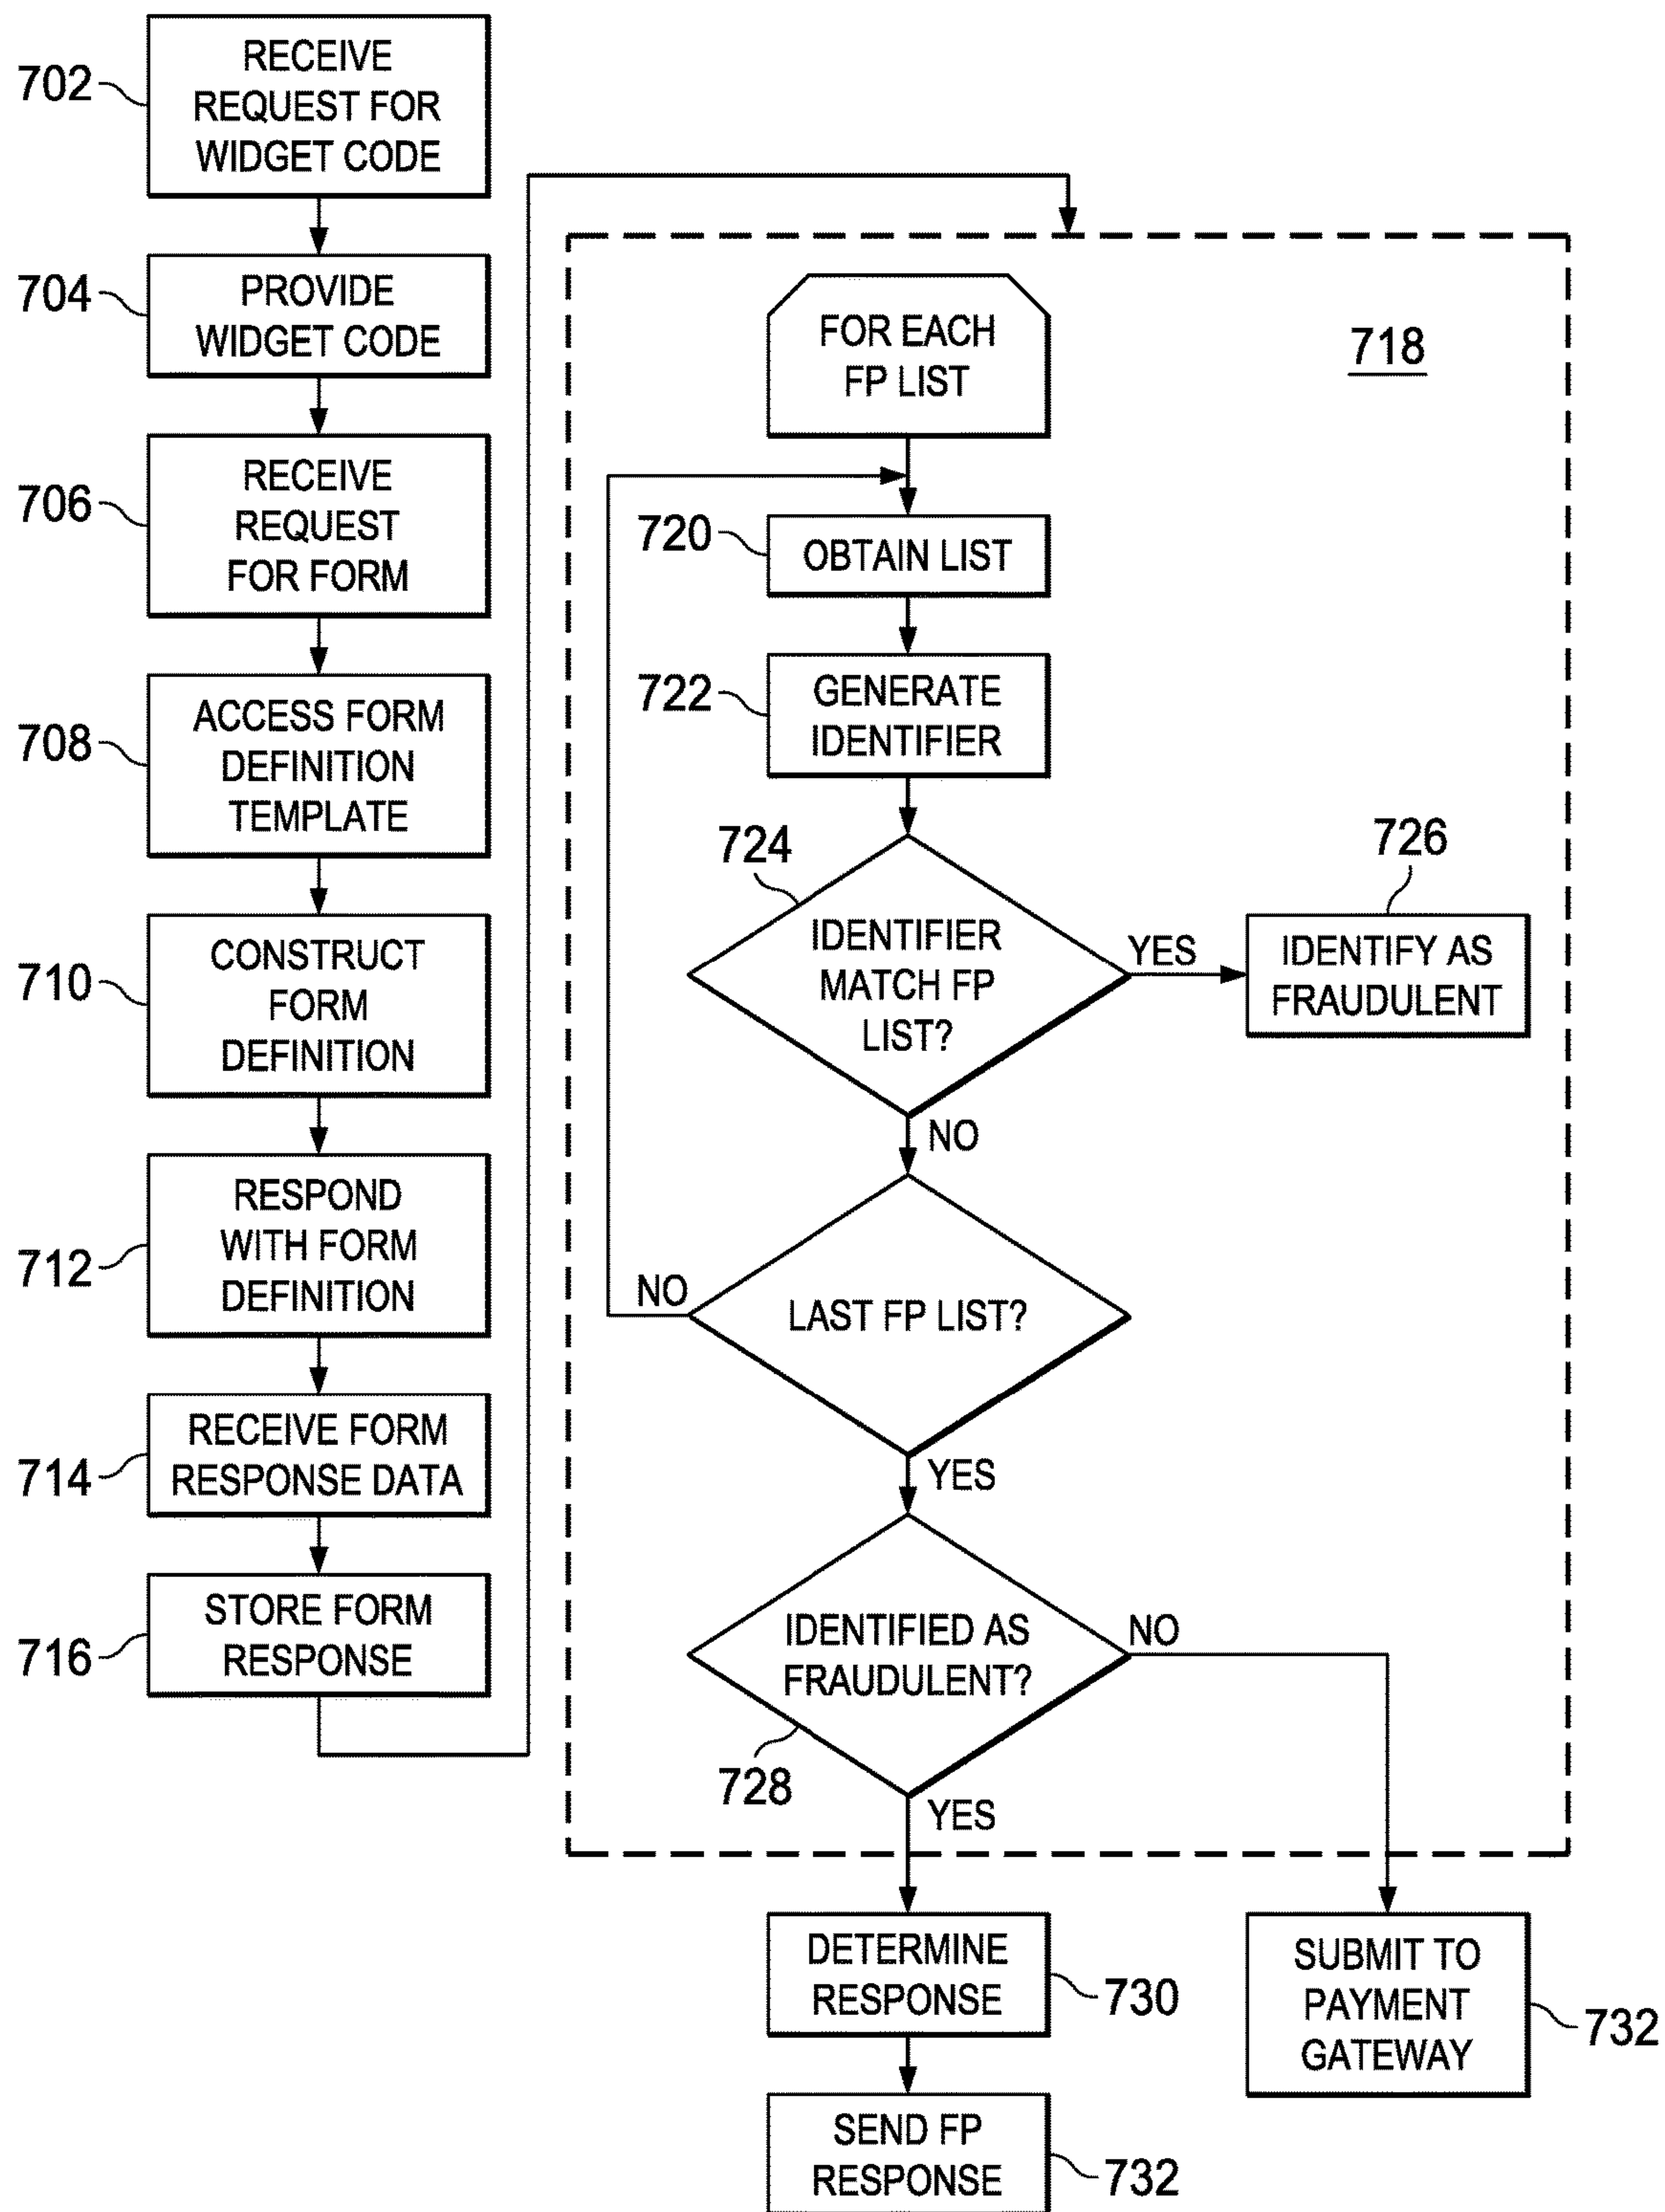 702
RECEIVE
REQUEST FOR
WIDGET CODE
704
PROVIDE
WIDGET CODE
706
RECEIVE
REQUEST
FOR FORM
708
ACCESS FORM
DEFINITION
TEMPLATE
710
CONSTRUCT
FORM
DEFINITION
712
RESPOND
WITH FORM
DEFINITION
714
RECEIVE FORM
RESPONSE DATA
716
STORE FORM
RESPONSE
718
FOR EACH
FP LIST
720
OBTAIN LIST
722
GENERATE
IDENTIFIER
724
IDENTIFIER
MATCH FP
LIST?
YES
726
IDENTIFY AS
FRAUDULENT
NO
LAST FP LIST?
NO
YES
IDENTIFIED AS
FRAUDULENT?
728
NO
YES
DETERMINE
RESPONSE
730
SUBMIT TO
PAYMENT
GATEWAY
732
SEND FP
RESPONSE
732